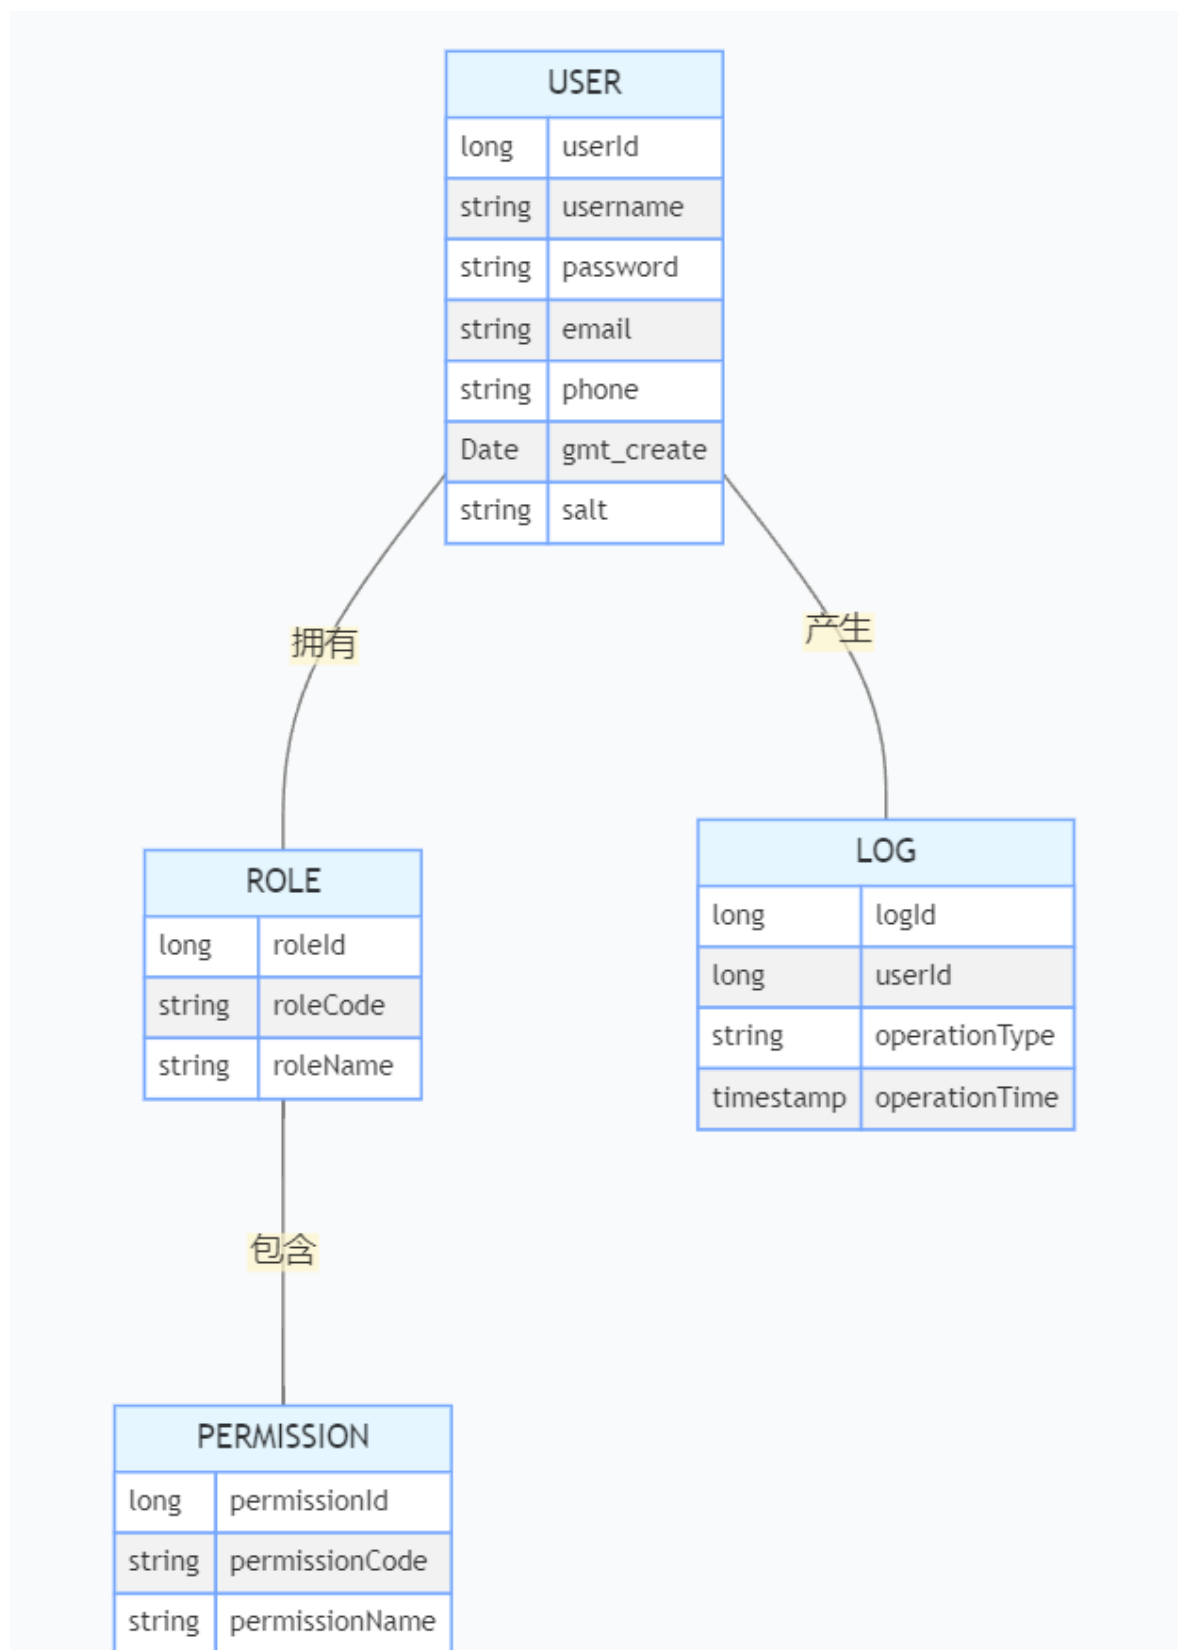 USER
long userId
string username
string password
string email
string phone
Date gmt_create
string salt
拥有
产生
ROLE
long roleId
string roleCode
string roleName
LOG
long logId
long userId
string operationType
timestamp operationTime
包含
PERMISSION
long permissionId
string permissionCode
string permissionName